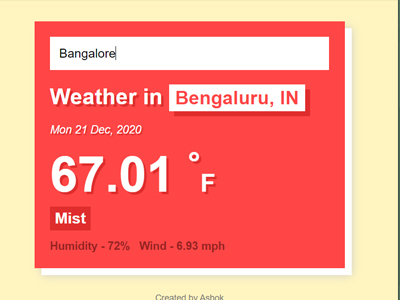 Bangalore
Weather in Bengaluru, IN
Mon 21 Dec, 2020
67.01 °F
Mist
Humidity - 72% Wind - 6.93 mph
Created by Ashok